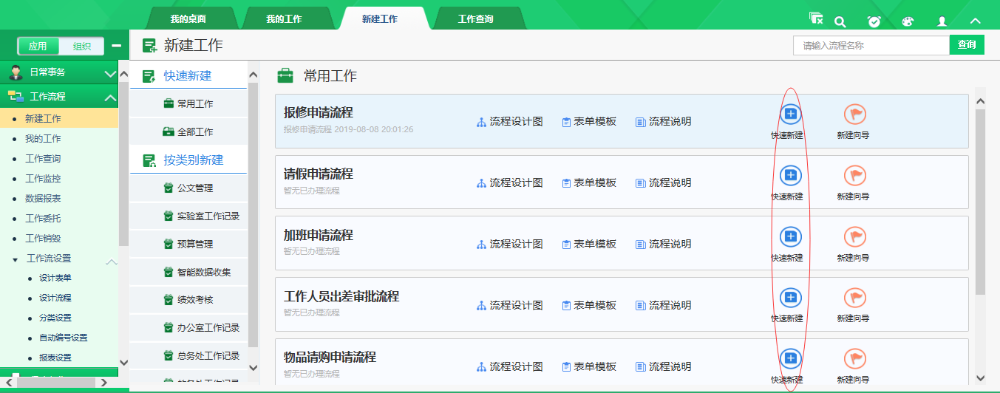 我的桌面
我的工作
新建工作
工作查询
应用
组织
日常事务
工作流程
新建工作
我的工作
工作查询
工作监控
数据报表
工作委托
工作销毁
工作流设置
设计表单
设计流程
分类设置
自动编号设置
报表设置
新建工作
请输入流程名称
查询
快速新建
常用工作
全部工作
按类别新建
公文管理
实验室工作记录
预算管理
智能数据收集
绩效考核
办公室工作记录
总务处工作记录
常用工作
报修申请流程
报修申请流程 2019-08-08 20:01:26
流程设计图
表单模板
流程说明
快速新建
新建向导
请假申请流程
暂无已办理流程
流程设计图
表单模板
流程说明
快速新建
新建向导
加班申请流程
暂无已办理流程
流程设计图
表单模板
流程说明
快速新建
新建向导
工作人员出差审批流程
暂无已办理流程
流程设计图
表单模板
流程说明
快速新建
新建向导
物品请购申请流程
暂无已办理流程
流程设计图
表单模板
流程说明
快速新建
新建向导